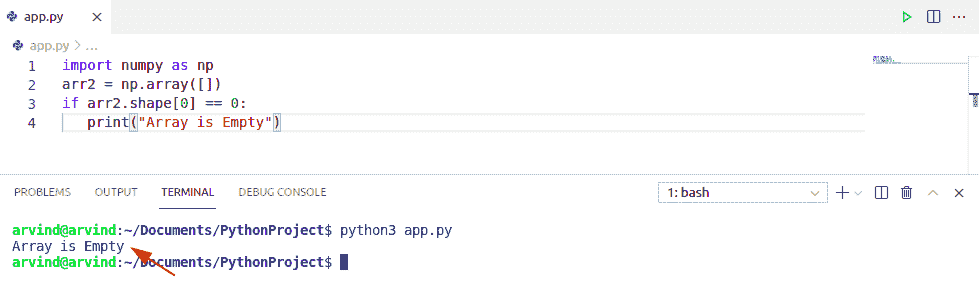 app.py
app.py > ...
1 import numpy as np
2 arr2 = np.array([])
3 if arr2.shape[0] == 0:
4 print("Array is Empty")
PROBLEMS OUTPUT TERMINAL DEBUG CONSOLE 1: bash
arvind@arvind:~/Documents/PythonProject$ python3 app.py
Array is Empty
arvind@arvind:~/Documents/PythonProject$